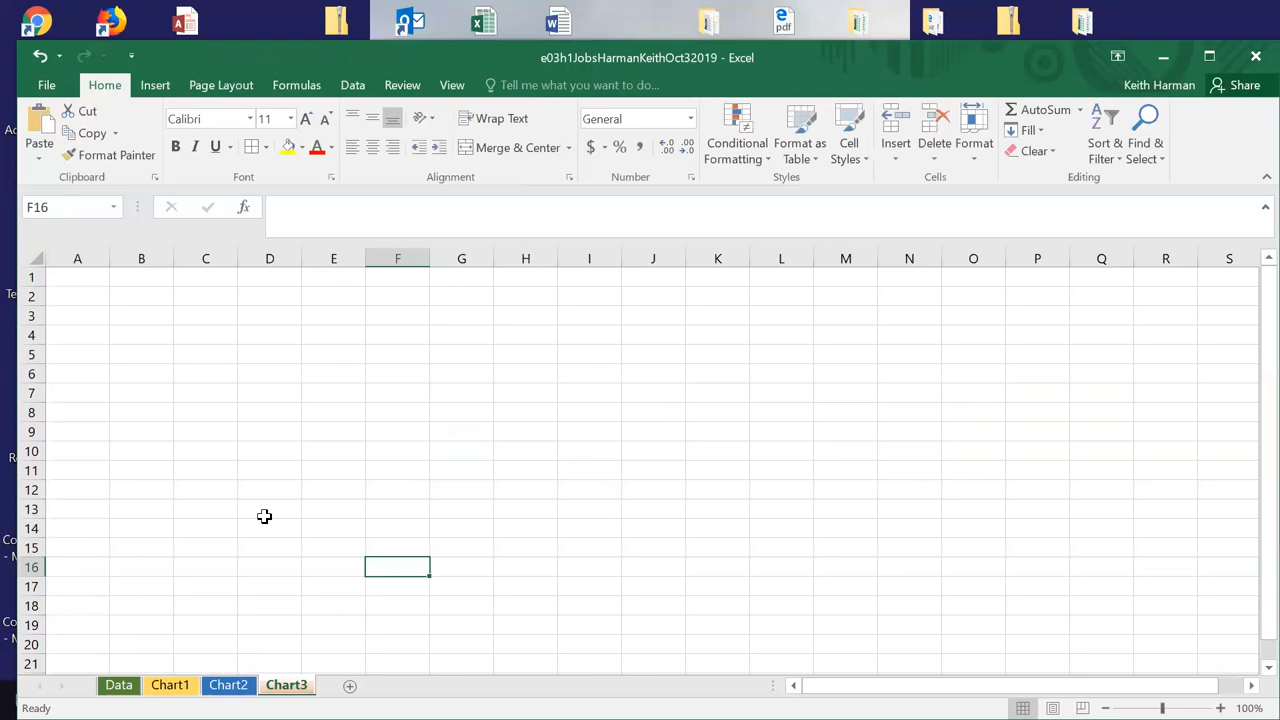 pdf
e03h1JobsHarmanKeithOct32019 - Excel
File Home Insert Page Layout Formulas Data Review View Tell me what you want to do... Keith Harman Share
Paste Cut Copy Format Painter Clipboard
Calibri 11 B I U A Font
Wrap Text Merge & Center Alignment
General $ % Number
Conditional Formatting Format as Table Cell Styles Styles
Insert Delete Format Cells
AutoSum Fill Clear Sort & Filter Find & Select Editing
F16 fx
A B C D E F G H I J K L M N O P Q R S
1
2
3
4
5
6
7
8
9
10
11
12
13
14
15
16
17
18
19
20
21
Data Chart1 Chart2 Chart3
Ready 100%